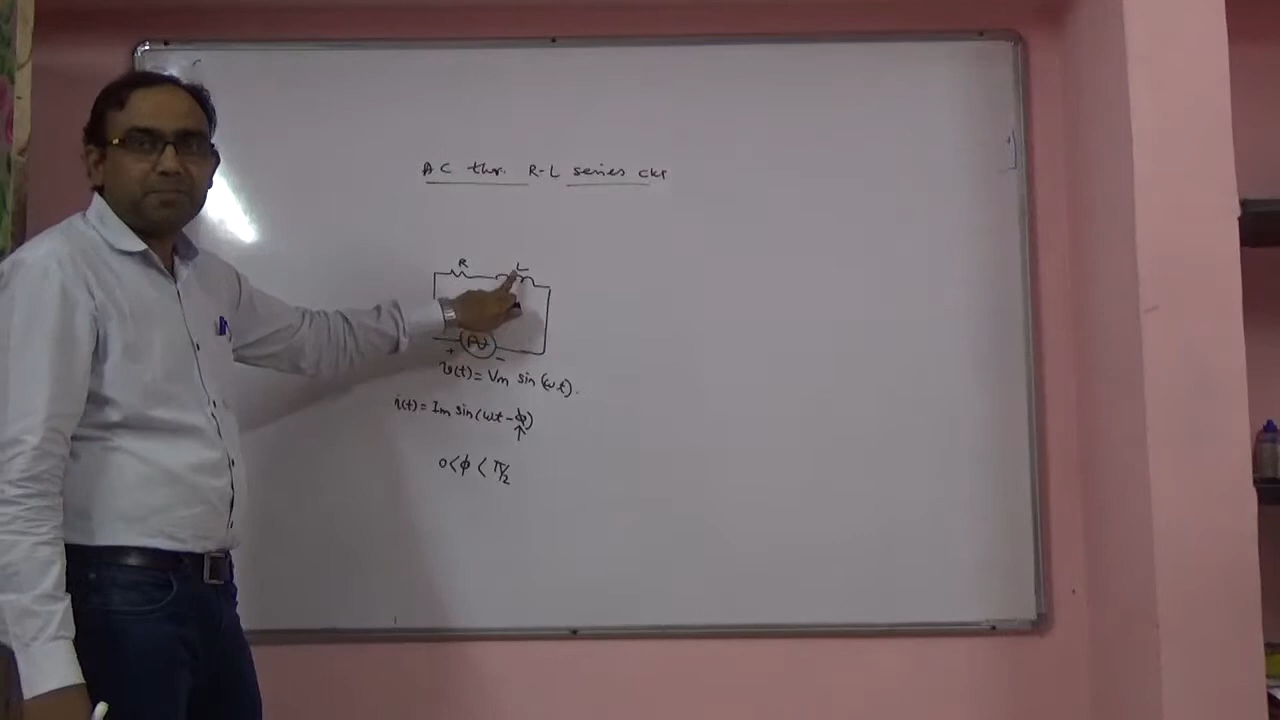 AC thr. R-L series ckt
R L
+ −
v(t) = Vm sin(ωt).
i(t) = Im sin(ωt − ϕ)
↑
0 < ϕ < π/2